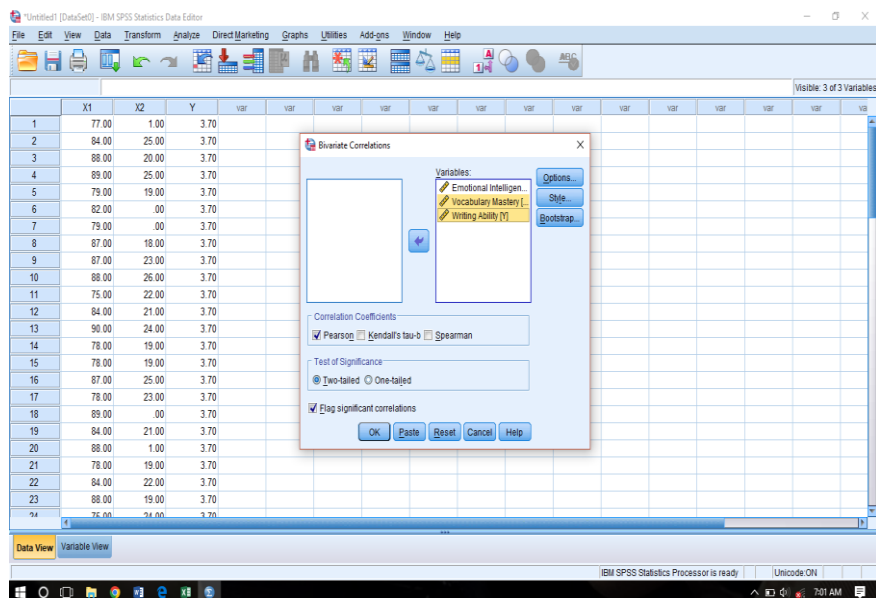 *Untitled1 [DataSet0] - IBM SPSS Statistics Data Editor
File Edit View Data Transform Analyze Direct Marketing Graphs Utilities Add-ons Window Help
Visible: 3 of 3 Variables
X1 X2 Y var var var var var var var var var var var var var va
1 77.00 1.00 3.70
2 84.00 25.00 3.70
3 88.00 20.00 3.70
4 89.00 25.00 3.70
5 79.00 19.00 3.70
6 82.00 .00 3.70
7 79.00 .00 3.70
8 87.00 18.00 3.70
9 87.00 23.00 3.70
10 88.00 26.00 3.70
11 75.00 22.00 3.70
12 84.00 21.00 3.70
13 90.00 24.00 3.70
14 78.00 19.00 3.70
15 78.00 19.00 3.70
16 87.00 25.00 3.70
17 78.00 23.00 3.70
18 89.00 .00 3.70
19 84.00 21.00 3.70
20 88.00 1.00 3.70
21 78.00 19.00 3.70
22 84.00 22.00 3.70
23 88.00 19.00 3.70
24 75.00 24.00 3.70
Bivariate Correlations
Variables:
Emotional Intelligen...
Vocabulary Mastery [...
Writing Ability [Y]
Options...
Style...
Bootstrap...
Correlation Coefficients
Pearson Kendall's tau-b Spearman
Test of Significance
Two-tailed One-tailed
Flag significant correlations
OK Paste Reset Cancel Help
Data View Variable View
IBM SPSS Statistics Processor is ready Unicode:ON
7:01 AM